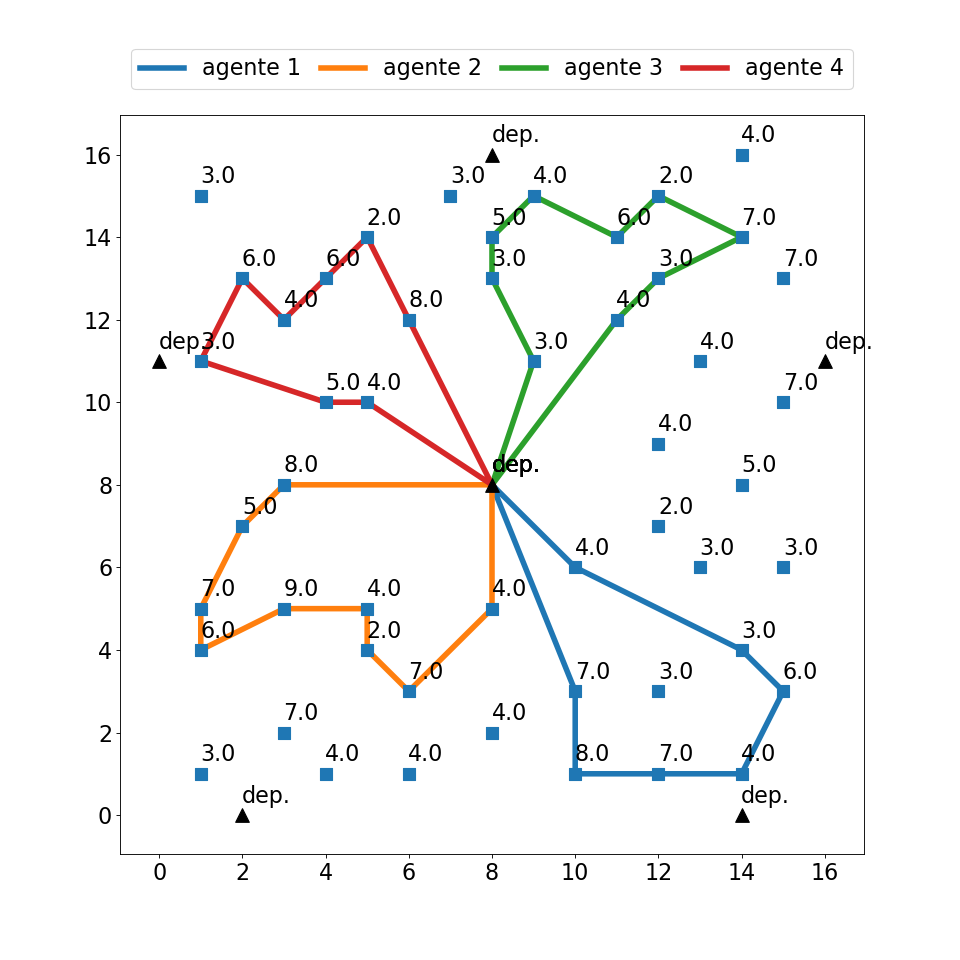 agente 1 agente 2 agente 3 agente 4
dep. 4.0
16
3.0 3.0 4.0 2.0
2.0 5.0 6.0 7.0
14
6.0 6.0 3.0 3.0 7.0
4.0 8.0 4.0
12
dep. 3.0 3.0 4.0 dep.
5.0 4.0 7.0
10
4.0
8.0 dep. dep. 5.0
8
5.0 2.0
4.0 3.0 3.0
6
7.0 9.0 4.0 4.0
6.0 2.0 3.0
4
7.0 7.0 3.0 6.0
7.0 4.0
2
3.0 4.0 4.0 8.0 7.0 4.0
dep. dep.
0
0 2 4 6 8 10 12 14 16